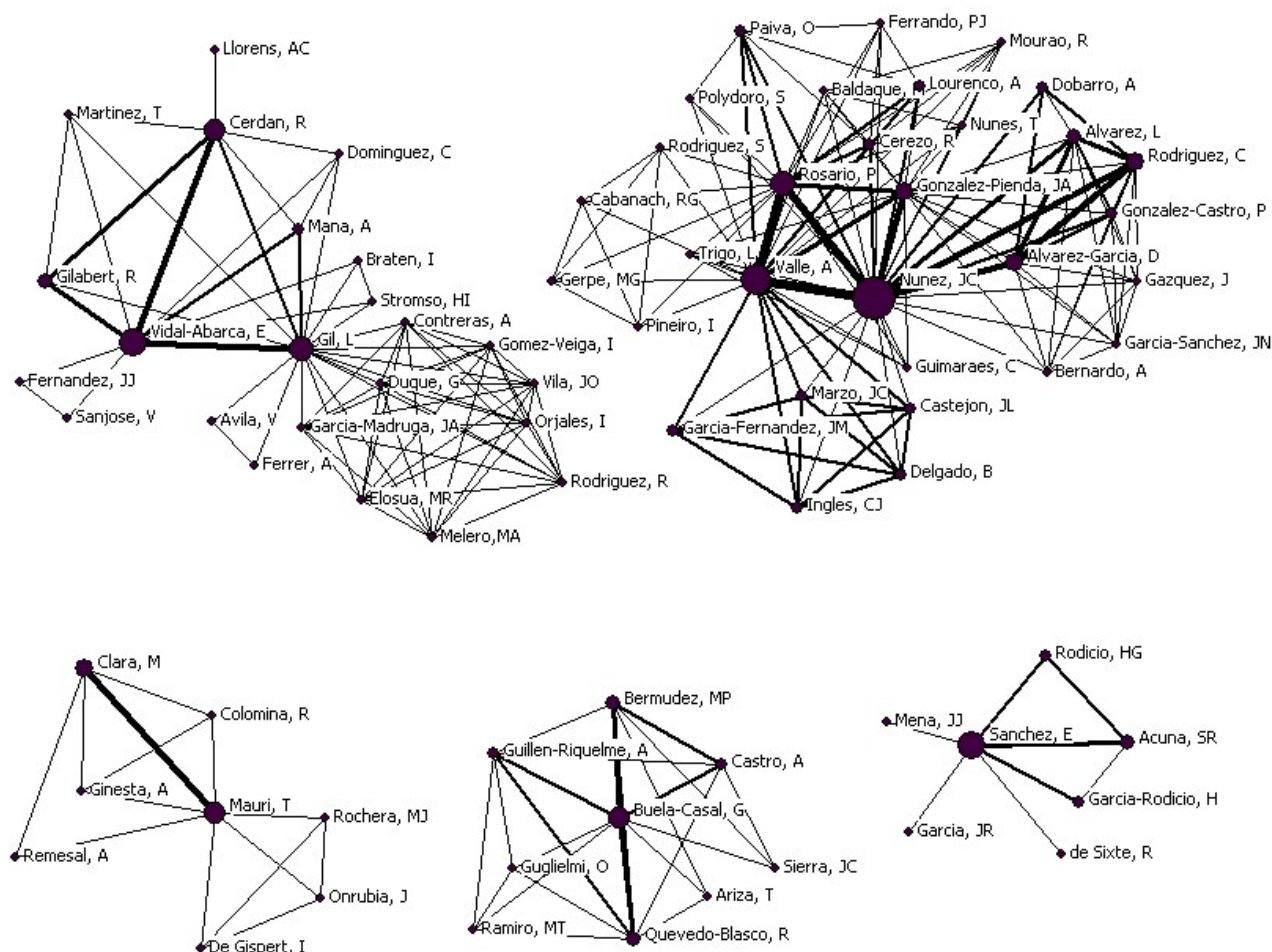 Llorens, AC
Martinez, T
Cerdan, R
Dominguez, C
Mana, A
Braten, I
Gilabert, R
Stromso, HI
Vidal-Abarca, E
Gil, L
Contreras, A
Gomez-Veiga, I
Fernandez, JJ
Duque, G
Vila, JO
Sanjose, V
Avila, V
Garcia-Madruga, JA
Orjales, I
Ferrer, A
Rodriguez, R
Elosua, MR
Melero,MA
Paiva, O
Ferrando, PJ
Mourao, R
Polydoro, S
Baldaque, M
Lourenco, A
Dobarro, A
Nunes, T
Alvarez, L
Rodriguez, S
Cerezo, R
Rodriguez, C
Rosario, P
Gonzalez-Pienda, JA
Cabanach, RG
Gonzalez-Castro, P
Trigo, L
Alvarez-Garcia, D
Gerpe, MG
Valle, A
Nunez, JC
Gazquez, J
Pineiro, I
Garcia-Sanchez, JN
Guimaraes, C
Bernardo, A
Marzo, JC
Castejon, JL
Garcia-Fernandez, JM
Delgado, B
Ingles, CJ
Clara, M
Colomina, R
Ginesta, A
Mauri, T
Rochera, MJ
Remesal, A
Onrubia, J
De Gispert, I
Bermudez, MP
Guillen-Riquelme, A
Castro, A
Buela-Casal, G
Guglielmi, O
Sierra, JC
Ariza, T
Ramiro, MT
Quevedo-Blasco, R
Rodicio, HG
Mena, JJ
Sanchez, E
Acuna, SR
Garcia-Rodicio, H
Garcia, JR
de Sixte, R